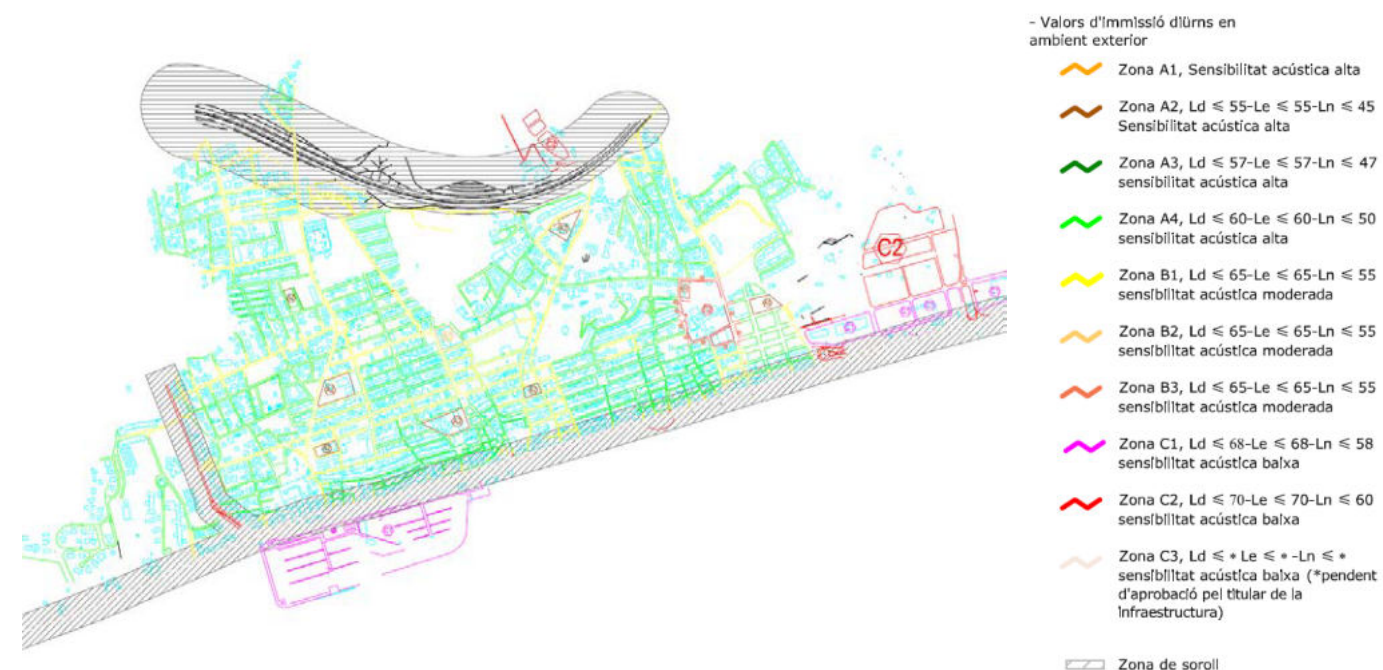 - Valors d'immissió diürns en
ambient exterior
Zona A1, Sensibilitat acústica alta
Zona A2, Ld ≤ 55-Le ≤ 55-Ln ≤ 45
Sensibilitat acústica alta
Zona A3, Ld ≤ 57-Le ≤ 57-Ln ≤ 47
sensibilitat acústica alta
Zona A4, Ld ≤ 60-Le ≤ 60-Ln ≤ 50
sensibilitat acústica alta
Zona B1, Ld ≤ 65-Le ≤ 65-Ln ≤ 55
sensibilitat acústica moderada
Zona B2, Ld ≤ 65-Le ≤ 65-Ln ≤ 55
sensibilitat acústica moderada
Zona B3, Ld ≤ 65-Le ≤ 65-Ln ≤ 55
sensibilitat acústica moderada
C2
Zona C1, Ld ≤ 68-Le ≤ 68-Ln ≤ 58
sensibilitat acústica baixa
Zona C2, Ld ≤ 70-Le ≤ 70-Ln ≤ 60
sensibilitat acústica baixa
Zona C3, Ld ≤ * Le ≤ * -Ln ≤ *
sensibilitat acústica baixa (*pendent
d'aprobació pel titular de la
infraestructura)
Zona de soroll